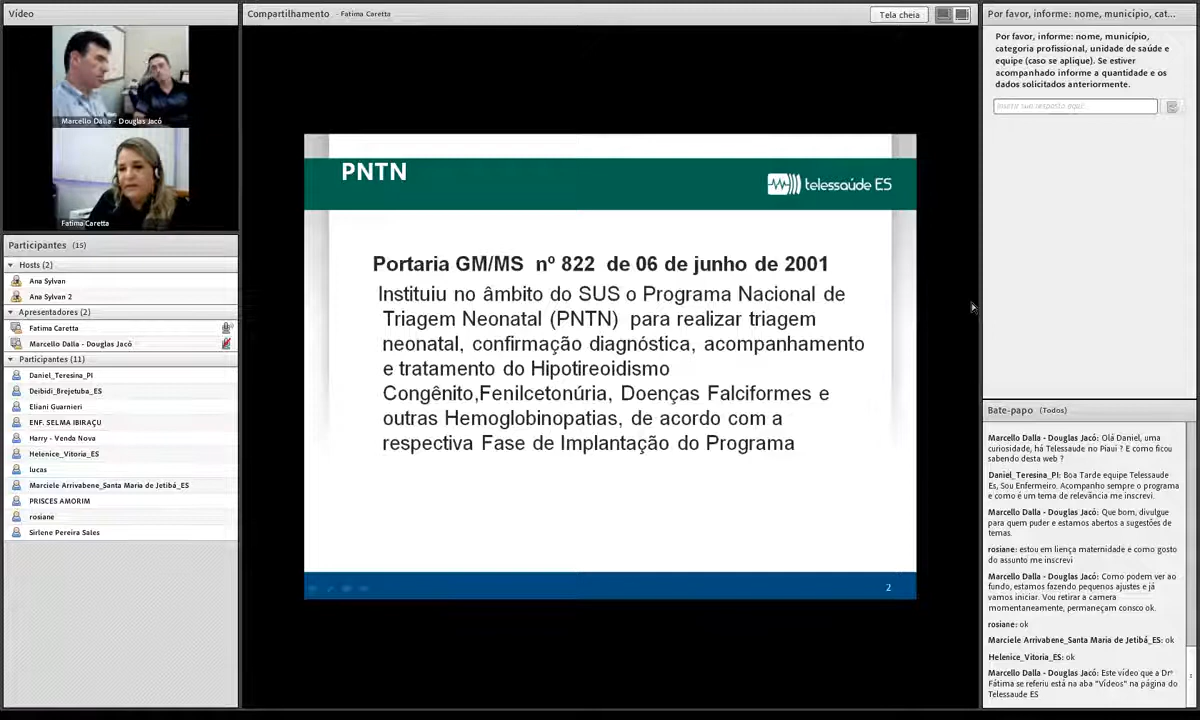 Vídeo
Marcello Dalla - Douglas Jacó
Fatima Caretta
Participantes (15)
Hosts (2)
Ana Sylvan
Ana Sylvan 2
Apresentadores (2)
Fatima Caretta
Marcello Dalla - Douglas Jacó
Participantes (11)
Daniel_Teresina_PI
Deibidi_Brejetuba_ES
Eliani Guarnieri
ENF. SELMA IBIRAÇU
Harry - Venda Nova
Helenice_Vitoria_ES
lucas
Marciele Arrivabene_Santa Maria de Jetibá_ES
PRISCES AMORIM
rosiane
Sirlene Pereira Sales
Compartilhamento - Fatima Caretta
Tela cheia
PNTN
telessaúde ES
Portaria GM/MS nº 822 de 06 de junho de 2001
Instituiu no âmbito do SUS o Programa Nacional de
Triagem Neonatal (PNTN) para realizar triagem
neonatal, confirmação diagnóstica, acompanhamento
e tratamento do Hipotireoidismo
Congênito,Fenilcetonúria, Doenças Falciformes e
outras Hemoglobinopatias, de acordo com a
respectiva Fase de Implantação do Programa
2
Por favor, informe: nome, município, cat...
Por favor, informe: nome, município,
categoria profissional, unidade de saúde e
equipe (caso se aplique). Se estiver
acompanhado informe a quantidade e os
dados solicitados anteriormente.
Inserir sua resposta aqui...
Bate-papo (Todos)
Marcello Dalla - Douglas Jacó: Olá Daniel, uma
curiosidade, há Telessaude no Piaui ? E como ficou
sabendo desta web ?
Daniel_Teresina_PI: Boa Tarde equipe Telessaude
Es, Sou Enfermeiro. Acompanho sempre o programa
e como é um tema de relevância me inscrevi.
Marcello Dalla - Douglas Jacó: Que bom, divulgue
para quem puder e estamos abertos a sugestões de
temas.
rosiane: estou em liença maternidade e como gosto
do assunto me inscrevi
Marcello Dalla - Douglas Jacó: Como podem ver ao
fundo, estamos fazendo pequenos ajustes e já
vamos iniciar. Vou retirar a camera
momentaneamente, permaneçam consco ok.
rosiane: ok
Marciele Arrivabene_Santa Maria de Jetibá_ES: ok
Helenice_Vitoria_ES: ok
Marcello Dalla - Douglas Jacó: Este vídeo que a Drª
Fátima se referiu está na aba "Vídeos" na página do
Telessaude ES